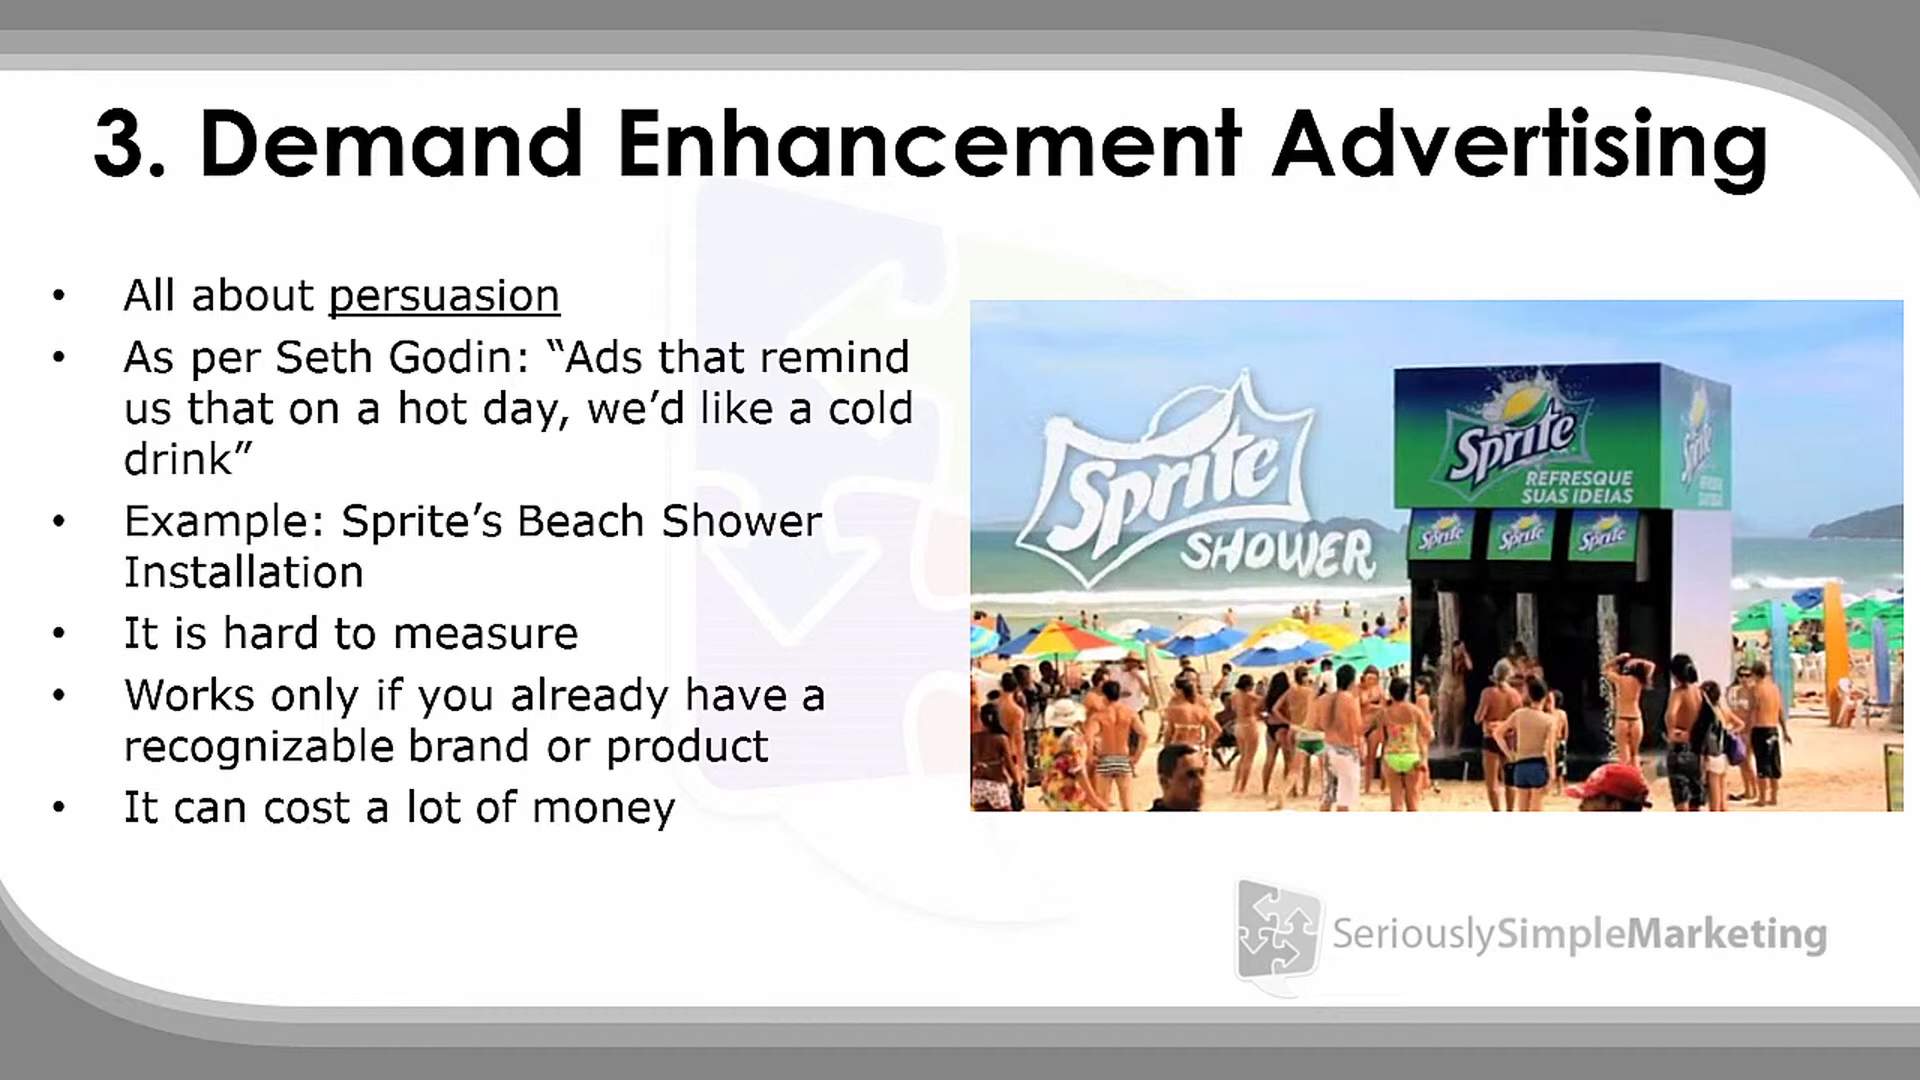 3. Demand Enhancement Advertising
• All about persuasion
• As per Seth Godin: “Ads that remind
us that on a hot day, we’d like a cold
drink”
• Example: Sprite’s Beach Shower
Installation
• It is hard to measure
• Works only if you already have a
recognizable brand or product
• It can cost a lot of money
Sprite
SHOWER
Sprite
REFRESQUE
SUAS IDEIAS
Sprite
Sprite
Sprite
Sprite
SeriouslySimpleMarketing